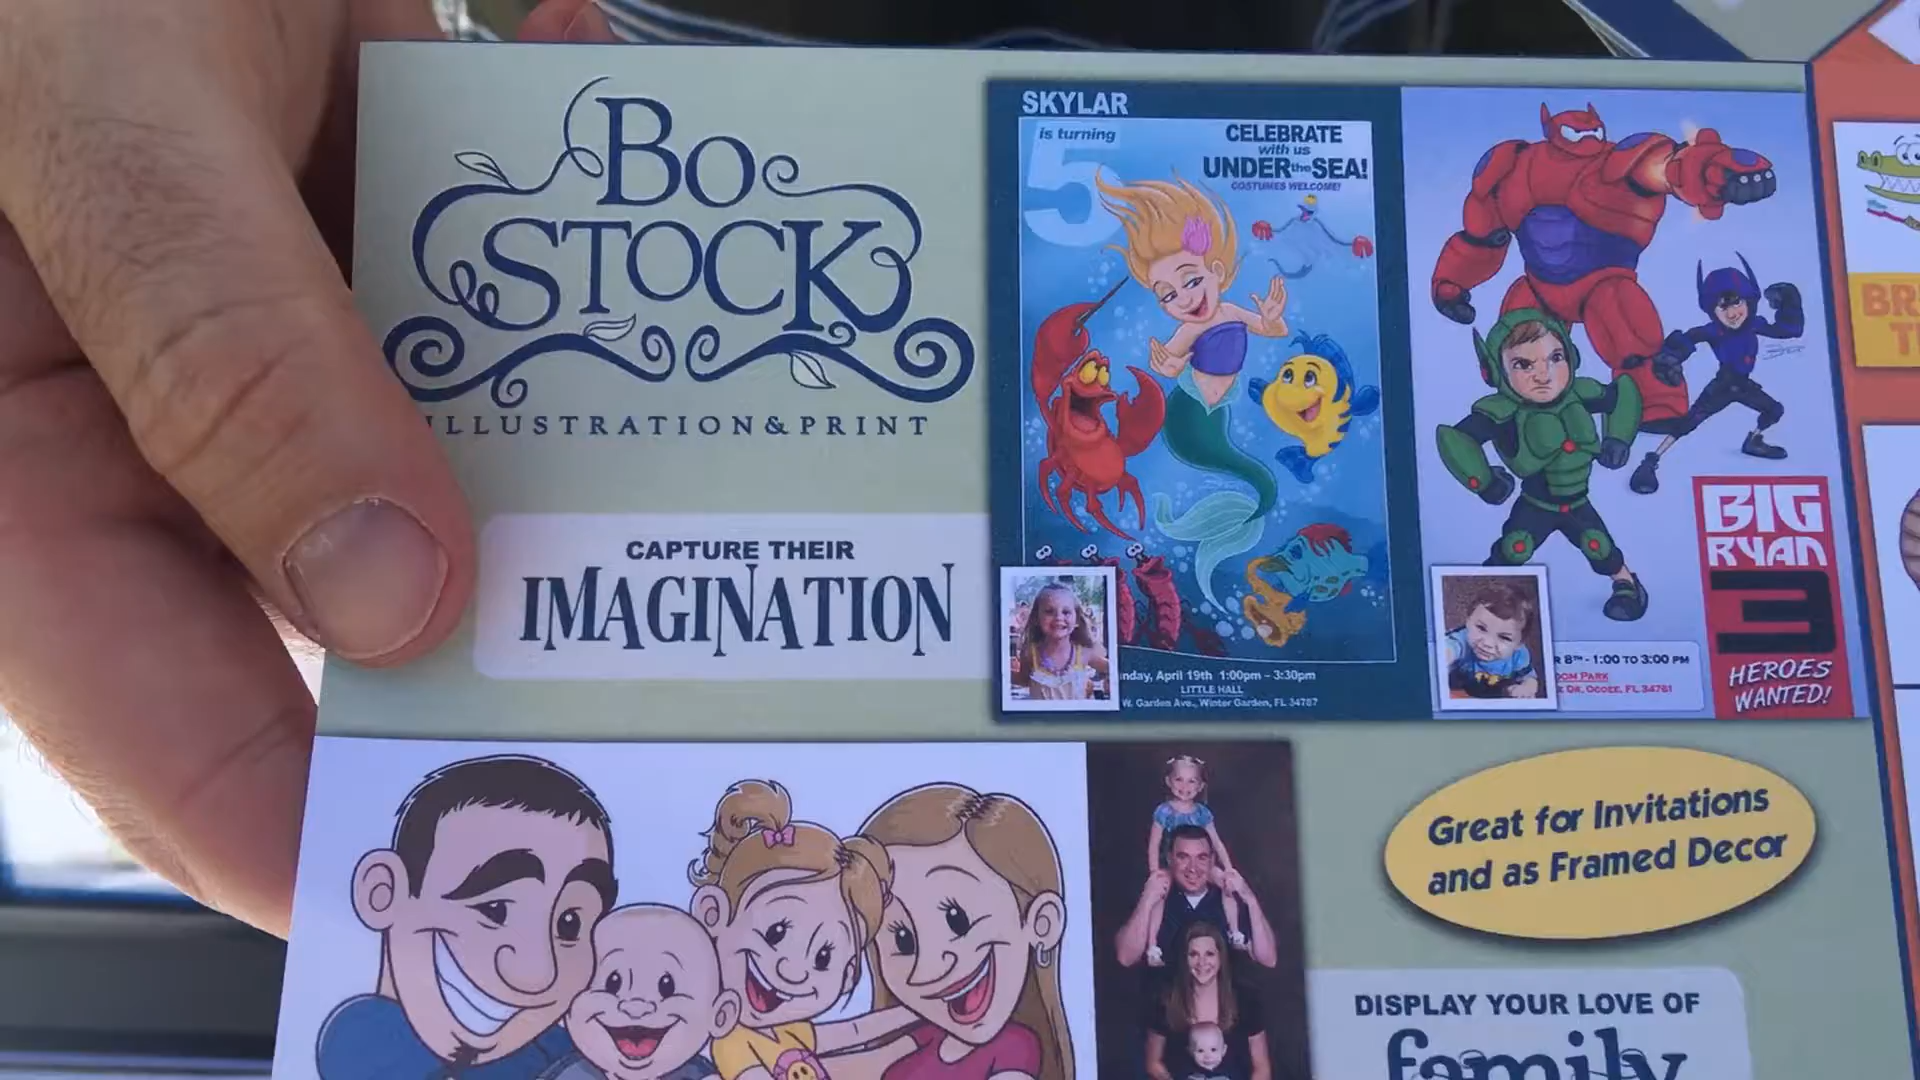 BO
STOCK
ILLUSTRATION&PRINT
CAPTURE THEIR
IMAGINATION
SKYLAR
is turning
5
CELEBRATE
with us
UNDER the SEA!
COSTUMES WELCOME!
April 19th 1:00pm - 3:30pm
LITTLE HALL
W. Garden Ave., Winter Garden, FL 34787
BIG
RYAN
3
HEROES
WANTED!
8TH - 1:00 TO 3:00 PM
PARK
DR, OCOEE, FL 34761
Great for Invitations
and as Framed Decor
DISPLAY YOUR LOVE OF
family